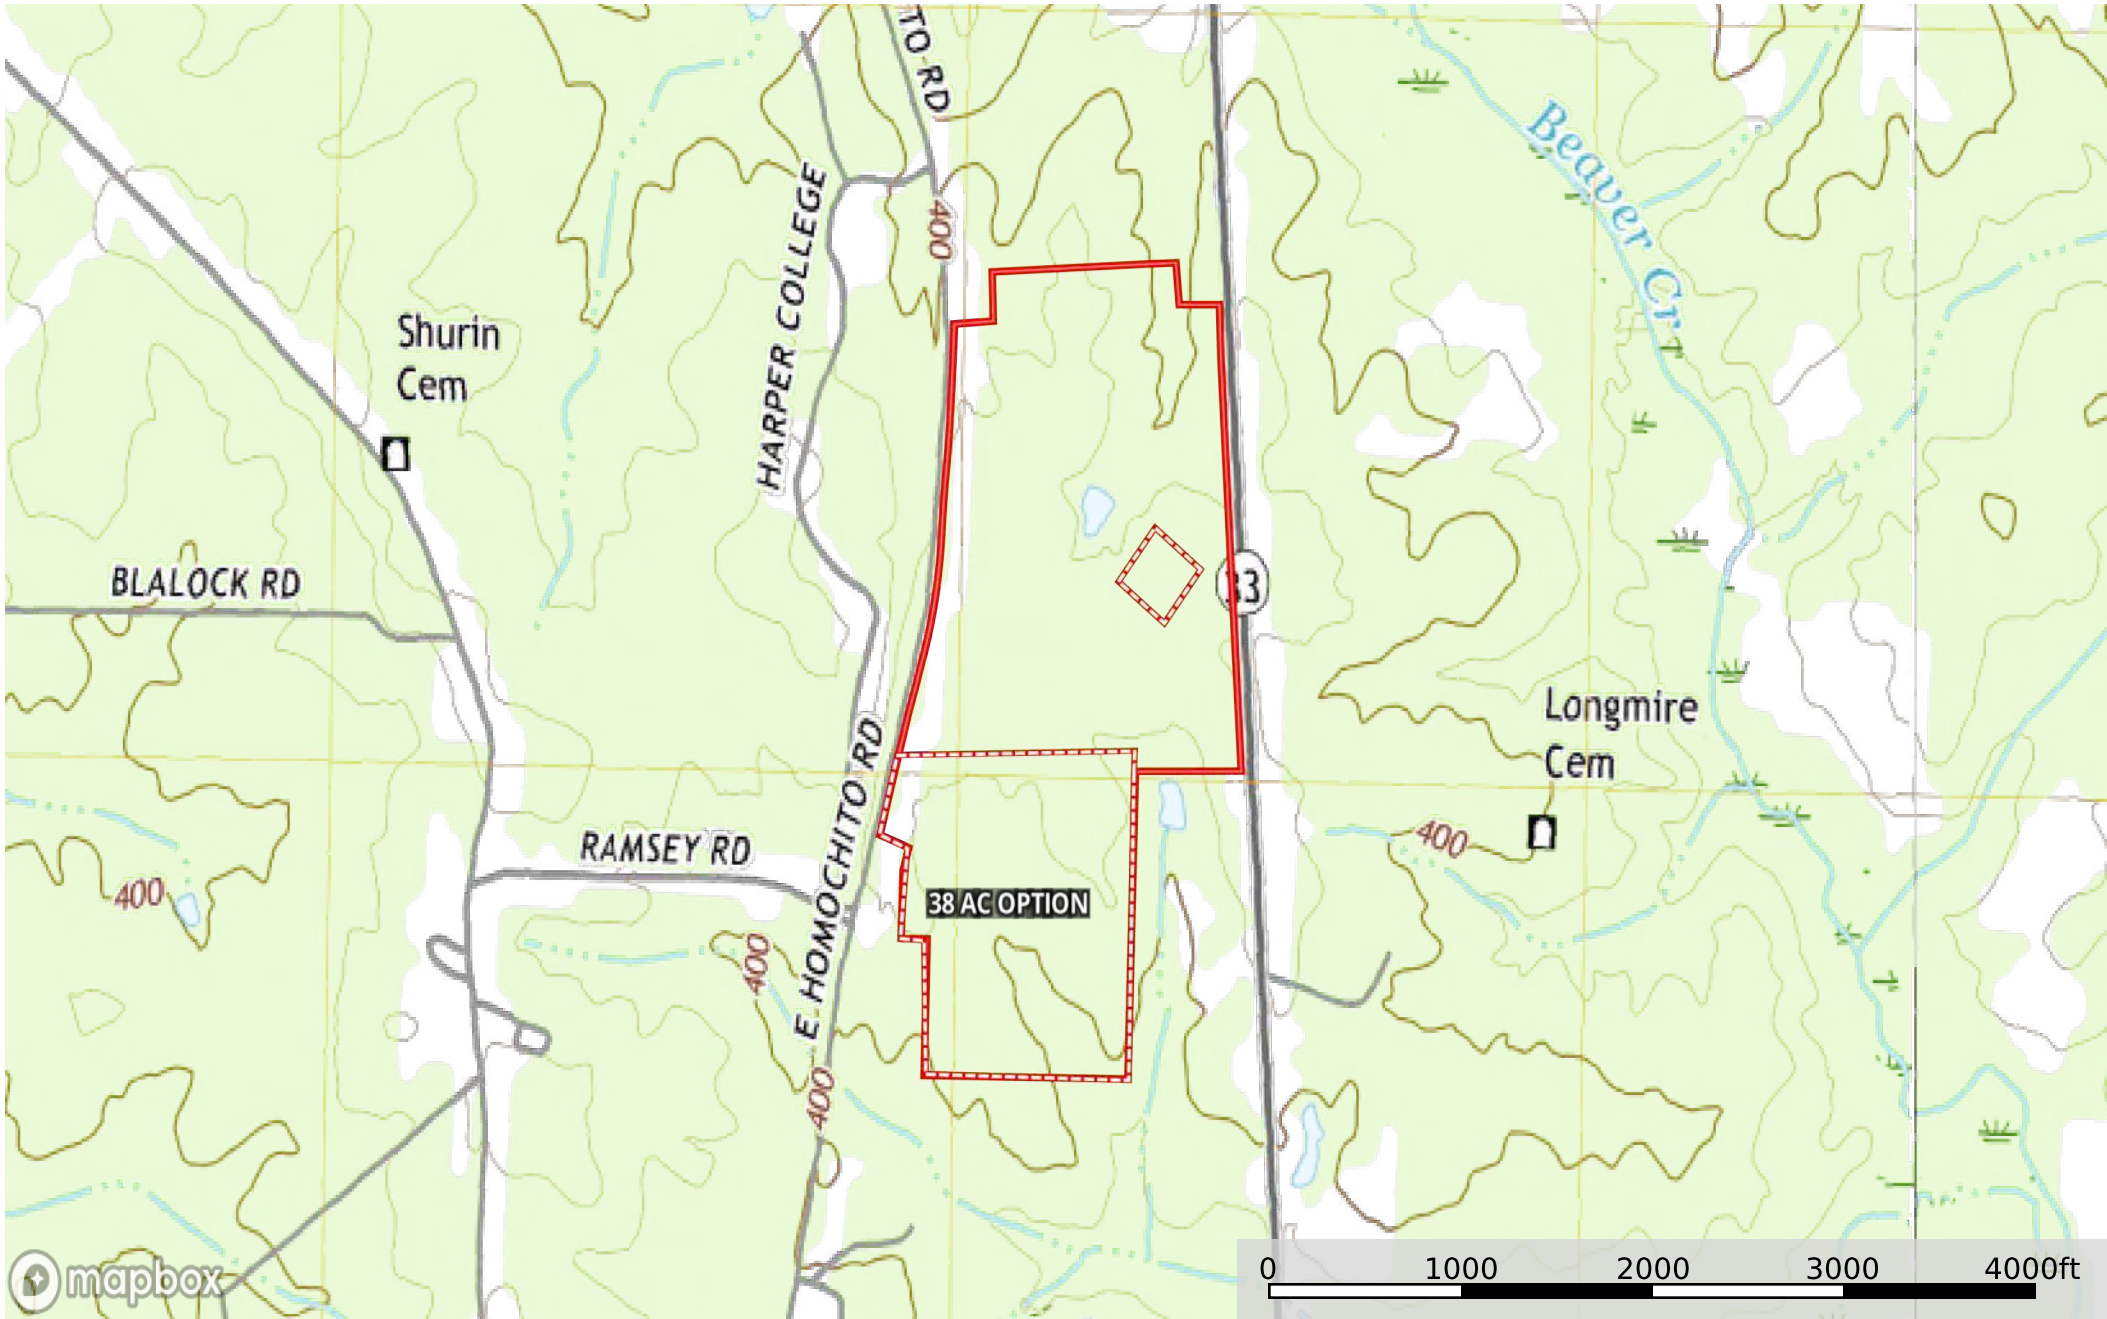 TO RD
Beaver Cr
400
HARPER COLLEGE
Shurin
Cem
BLALOCK RD
33
Longmire
Cem
E HOMOCHITO RD
RAMSEY RD
400
400
38 AC OPTION
400
400
mapbox
0 1000 2000 3000 4000ft